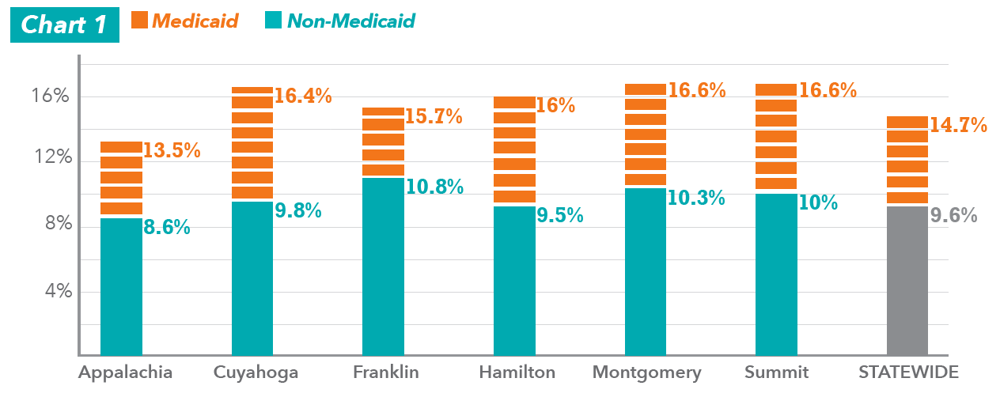 Chart 1
Medicaid
Non-Medicaid
16%
12%
8%
4%
13.5%
8.6%
16.4%
9.8%
15.7%
10.8%
16%
9.5%
16.6%
10.3%
16.6%
10%
14.7%
9.6%
Appalachia
Cuyahoga
Franklin
Hamilton
Montgomery
Summit
STATEWIDE